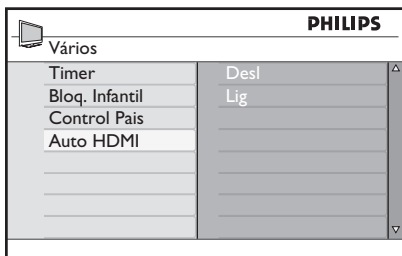 PHILIPS
Vários
Timer
Bloq. Infantil
Control Pais
Auto HDMI
Desl
Lig